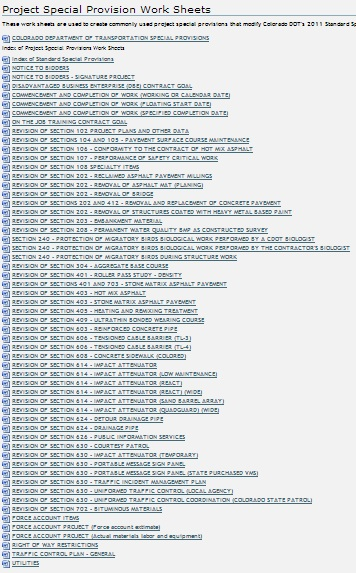 Project Special Provision Work Sheets
These work sheets are used to create commonly used project special provisions that modify Colorado DOT's 2011 Standard Sp
COLORADO DEPARTMENT OF TRANSPORTATION SPECIAL PROVISIONS
Index of Project Special Provisions Work Sheets
Index of Standard Special Provisions
NOTICE TO BIDDERS
NOTICE TO BIDDERS - SIGNATURE PROJECT
DISADVANTAGED BUSINESS ENTERPRISE (DBE) CONTRACT GOAL
COMMENCEMENT AND COMPLETION OF WORK (WORKING OR CALENDAR DATE)
COMMENCEMENT AND COMPLETION OF WORK (FLOATING START DATE)
COMMENCEMENT AND COMPLETION OF WORK (SPECIFIED COMPLETION DATE)
ON THE JOB TRAINING CONTRACT GOAL
REVISION OF SECTION 102 PROJECT PLANS AND OTHER DATA
REVISION OF SECTIONS 104 AND 105 - PAVEMENT SURFACE COURSE MAINTENANCE
REVISION OF SECTION 106 - CONFORMITY TO THE CONTRACT OF HOT MIX ASPHALT
REVISION OF SECTION 107 - PERFORMANCE OF SAFETY CRITICAL WORK
REVISION OF SECTION 108 SPECIALTY ITEMS
REVISION OF SECTION 202 - RECLAIMED ASPHALT PAVEMENT MILLINGS
REVISION OF SECTION 202 - REMOVAL OF ASPHALT MAT (PLANING)
REVISION OF SECTION 202 - REMOVAL OF BRIDGE
REVISION OF SECTIONS 202 AND 412 - REMOVAL AND REPLACEMENT OF CONCRETE PAVEMENT
REVISION OF SECTION 202 - REMOVAL OF STRUCTURES COATED WITH HEAVY METAL BASED PAINT
REVISION OF SECTION 203 - EMBANKMENT MATERIAL
REVISION OF SECTION 208 - PERMANENT WATER QUALITY BMP AS CONSTRUCTED SURVEY
SECTION 240 - PROTECTION OF MIGRATORY BIRDS BIOLOGICAL WORK PERFORMED BY A CDOT BIOLOGIST
SECTION 240 - PROTECTION OF MIGRATORY BIRDS BIOLOGICAL WORK PERFORMED BY THE CONTRACTOR'S BIOLOGIST
SECTION 240 - PROTECTION OF MIGRATORY BIRDS DURING STRUCTURE WORK
REVISION OF SECTION 304 - AGGREGATE BASE COURSE
REVISION OF SECTION 401 - ROLLER PASS STUDY - DENSITY
REVISION OF SECTIONS 401 AND 703 - STONE MATRIX ASPHALT PAVEMENT
REVISION OF SECTION 403 - HOT MIX ASPHALT
REVISION OF SECTION 403 - STONE MATRIX ASPHALT PAVEMENT
REVISION OF SECTION 405 - HEATING AND REMIXING TREATMENT
REVISION OF SECTION 409 - ULTRATHIN BONDED WEARING COURSE
REVISION OF SECTION 603 - REINFORCED CONCRETE PIPE
REVISION OF SECTION 606 - TENSIONED CABLE BARRIER (TL-3)
REVISION OF SECTION 606 - TENSIONED CABLE BARRIER (TL-4)
REVISION OF SECTION 608 - CONCRETE SIDEWALK (COLORED)
REVISION OF SECTION 614 - IMPACT ATTENUATOR
REVISION OF SECTION 614 - IMPACT ATTENUATOR (LOW MAINTENANCE)
REVISION OF SECTION 614 - IMPACT ATTENUATOR (REACT)
REVISION OF SECTION 614 - IMPACT ATTENUATOR (REACT) (WIDE)
REVISION OF SECTION 614 - IMPACT ATTENUATOR (SAND BARREL ARRAY)
REVISION OF SECTION 614 - IMPACT ATTENUATOR (QUADGUARD) (WIDE)
REVISION OF SECTION 624 - DETOUR DRAINAGE PIPE
REVISION OF SECTION 624 - DRAINAGE PIPE
REVISION OF SECTION 626 - PUBLIC INFORMATION SERVICES
REVISION OF SECTION 630 - COURTESY PATROL
REVISION OF SECTION 630 - IMPACT ATTENUATOR (TEMPORARY)
REVISION OF SECTION 630 - PORTABLE MESSAGE SIGN PANEL
REVISION OF SECTION 630 - PORTABLE MESSAGE SIGN PANEL (STATE PURCHASED VMS)
REVISION OF SECTION 630 - TRAFFIC INCIDENT MANAGEMENT PLAN
REVISION OF SECTION 630 - UNIFORMED TRAFFIC CONTROL (LOCAL AGENCY)
REVISION OF SECTION 630 - UNIFORMED TRAFFIC CONTROL COORDINATION (COLORADO STATE PATROL)
REVISION OF SECTION 702 - BITUMINOUS MATERIALS
FORCE ACCOUNT ITEMS
FORCE ACCOUNT PROJECT (Force account estimate)
FORCE ACCOUNT PROJECT (Actual materials labor and equipment)
RIGHT OF WAY RESTRICTIONS
TRAFFIC CONTROL PLAN - GENERAL
UTILITIES